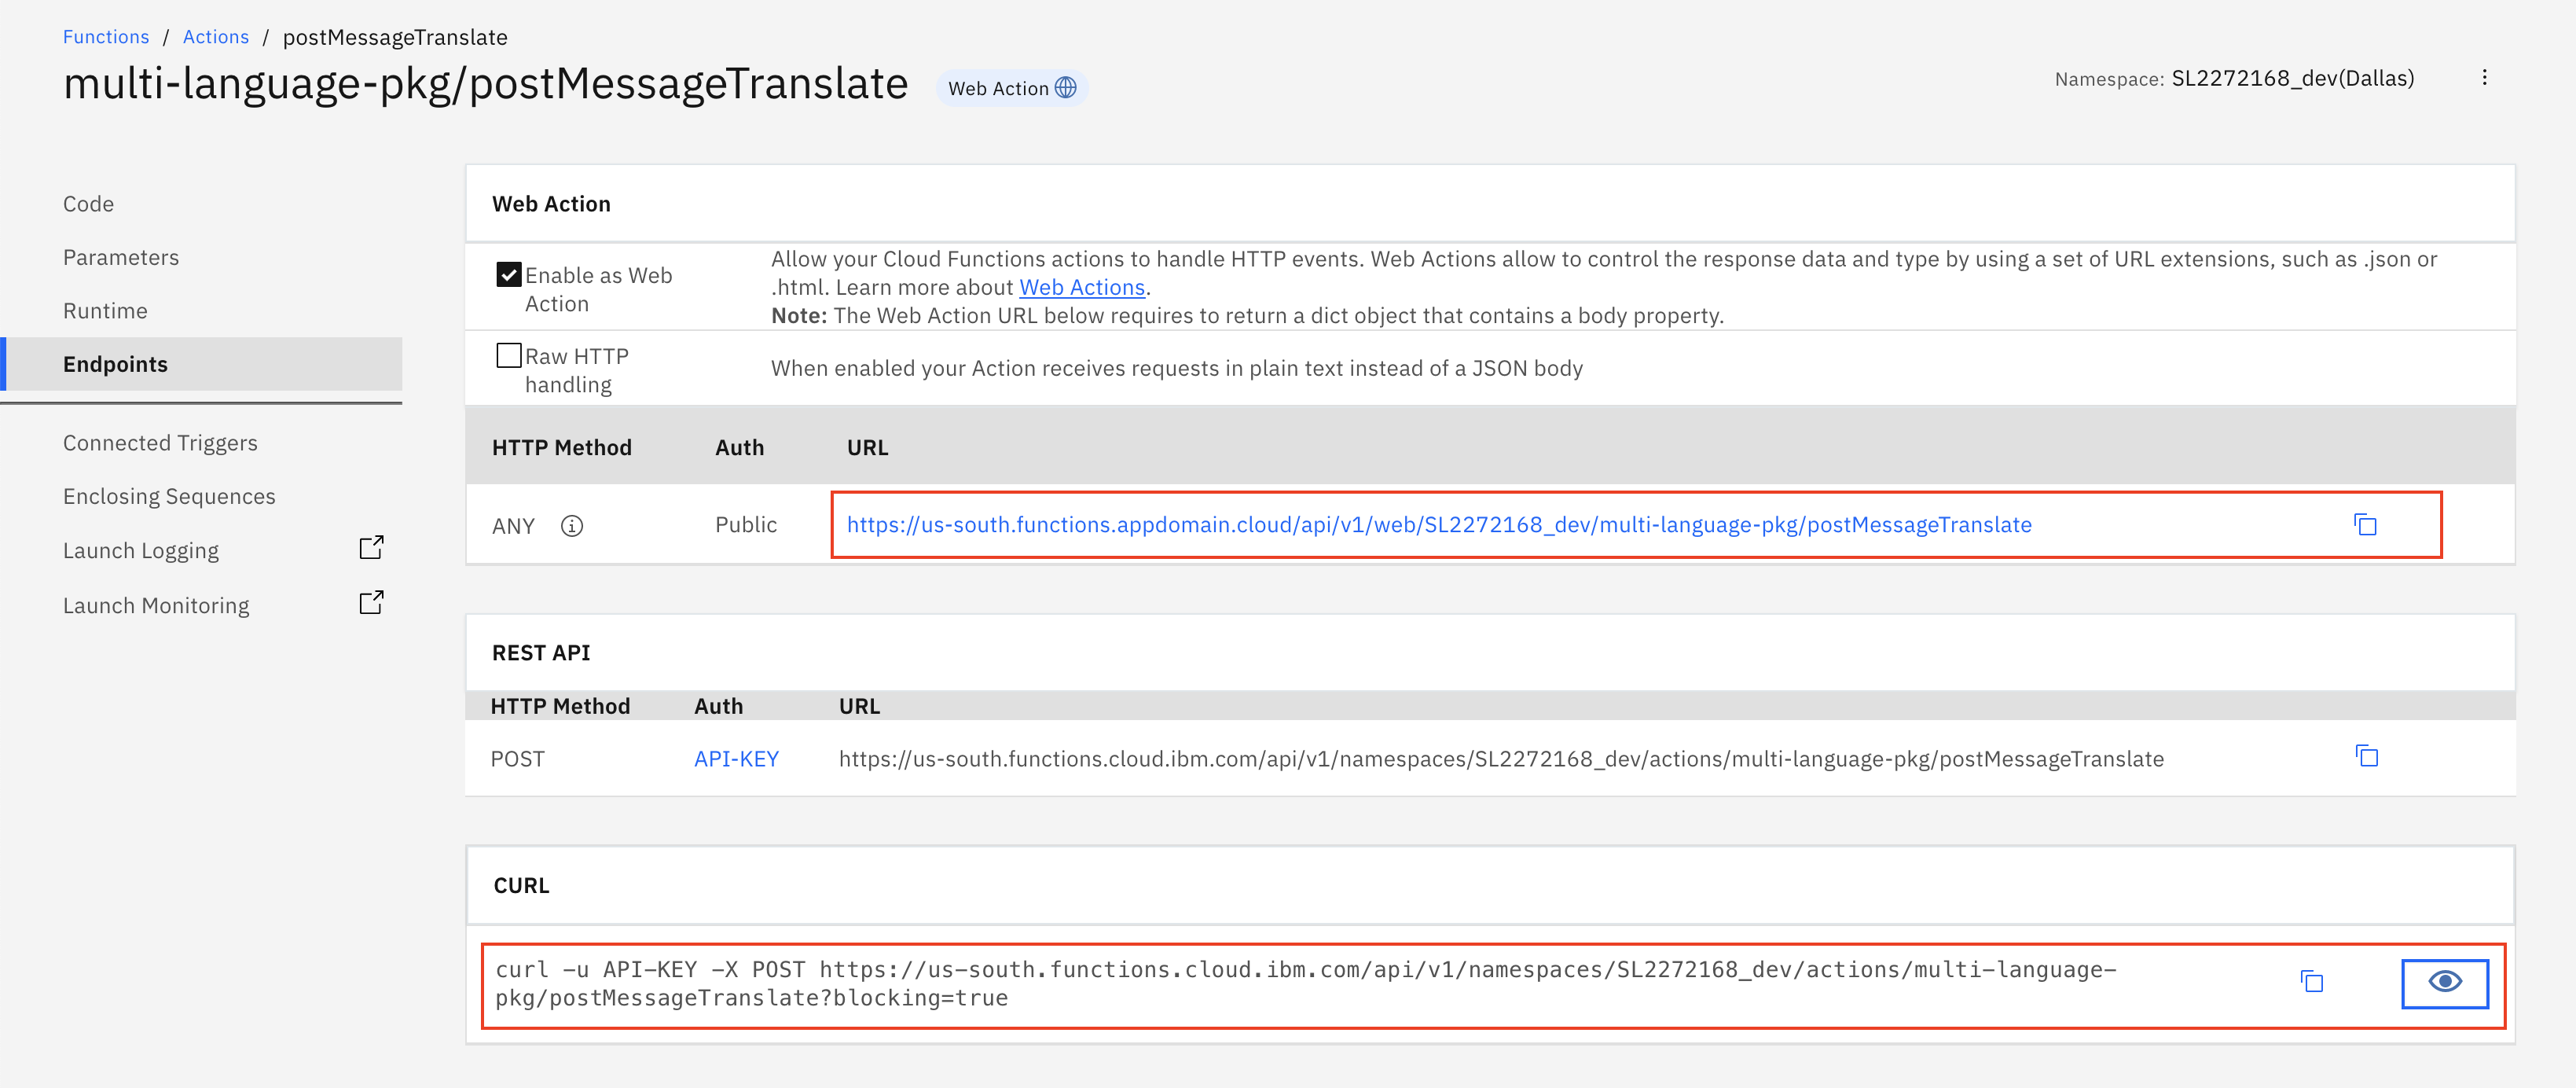 Functions / Actions / postMessageTranslate
multi-language-pkg/postMessageTranslate
Web Action
Namespace: SL2272168_dev(Dallas)
Code
Parameters
Runtime
Endpoints
Connected Triggers
Enclosing Sequences
Launch Logging
Launch Monitoring
Web Action
Enable as Web
Action
Allow your Cloud Functions actions to handle HTTP events. Web Actions allow to control the response data and type by using a set of URL extensions, such as .json or
.html. Learn more about Web Actions.
Note: The Web Action URL below requires to return a dict object that contains a body property.
Raw HTTP
handling
When enabled your Action receives requests in plain text instead of a JSON body
HTTP Method Auth URL
ANY Public https://us-south.functions.appdomain.cloud/api/v1/web/SL2272168_dev/multi-language-pkg/postMessageTranslate
REST API
HTTP Method Auth URL
POST API-KEY https://us-south.functions.cloud.ibm.com/api/v1/namespaces/SL2272168_dev/actions/multi-language-pkg/postMessageTranslate
CURL
curl -u API-KEY -X POST https://us-south.functions.cloud.ibm.com/api/v1/namespaces/SL2272168_dev/actions/multi-language-
pkg/postMessageTranslate?blocking=true